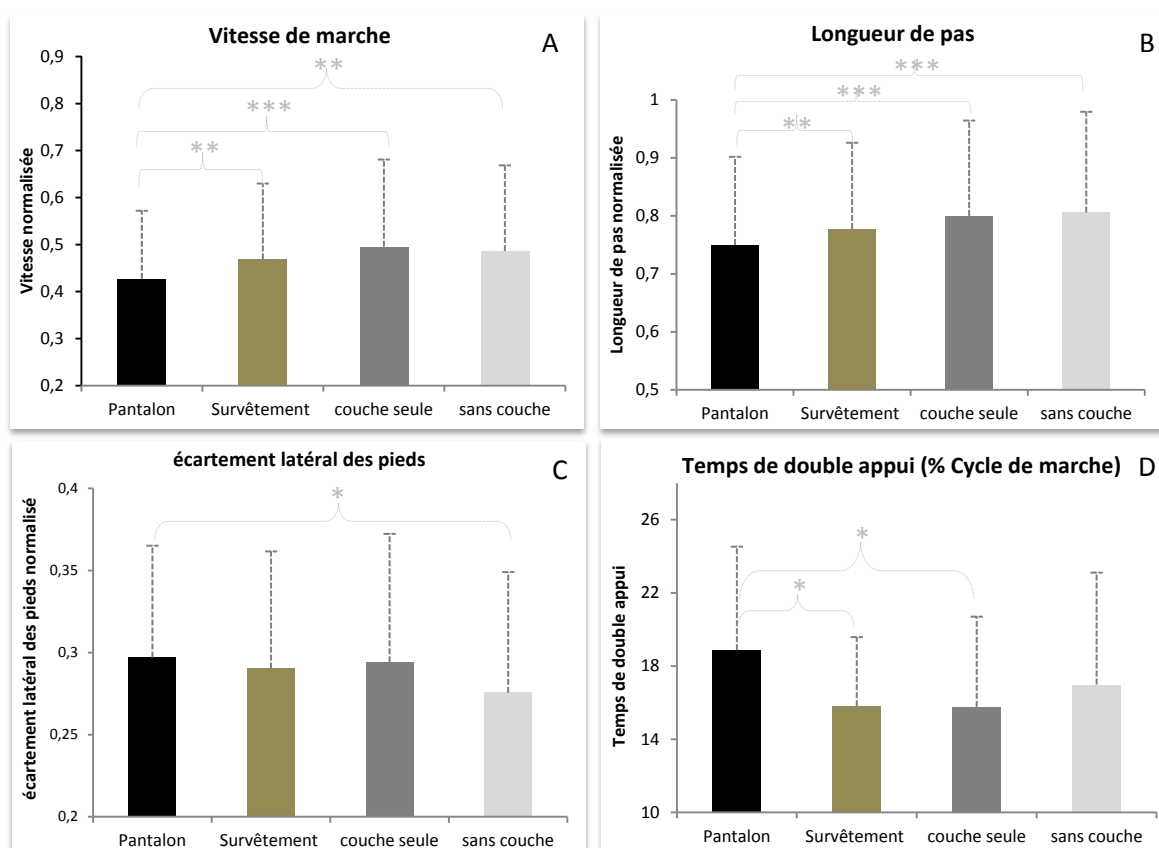 Vitesse de marche
A
Vitesse normalisée
0,9
0,8
0,7
0,6
0,5
0,4
0,3
0,2
**
***
**
Pantalon Survêtement couche seule sans couche
Longueur de pas
B
Longueur de pas normalisée
1
0,9
0,8
0,7
0,6
0,5
***
***
**
Pantalon Survêtement couche seule sans couche
écartement latéral des pieds
C
écartement latéral des pieds normalisé
0,4
0,35
0,3
0,25
0,2
*
Pantalon Survêtement couche seule sans couche
Temps de double appui (% Cycle de marche)
D
Temps de double appui
26
22
18
14
10
*
*
Pantalon Survêtement couche seule sans couche